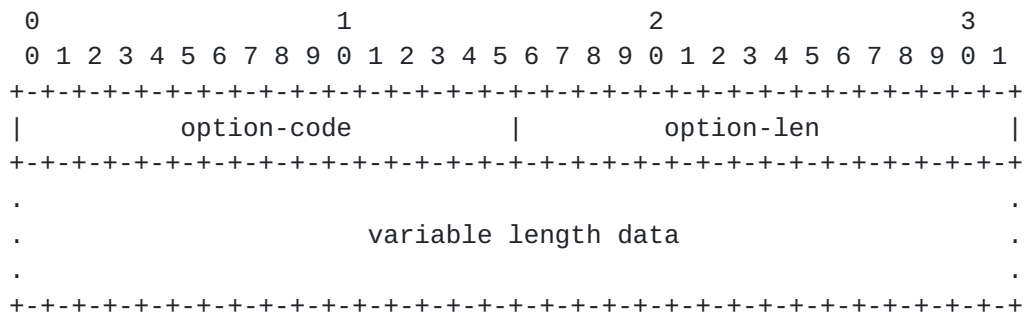 0                   1                   2                   3
 0 1 2 3 4 5 6 7 8 9 0 1 2 3 4 5 6 7 8 9 0 1 2 3 4 5 6 7 8 9 0 1
+-+-+-+-+-+-+-+-+-+-+-+-+-+-+-+-+-+-+-+-+-+-+-+-+-+-+-+-+-+-+-+-+
|          option-code          |         option-len            |
+-+-+-+-+-+-+-+-+-+-+-+-+-+-+-+-+-+-+-+-+-+-+-+-+-+-+-+-+-+-+-+-+
.                                                               .
.                      variable length data                     .
.                                                               .
+-+-+-+-+-+-+-+-+-+-+-+-+-+-+-+-+-+-+-+-+-+-+-+-+-+-+-+-+-+-+-+-+